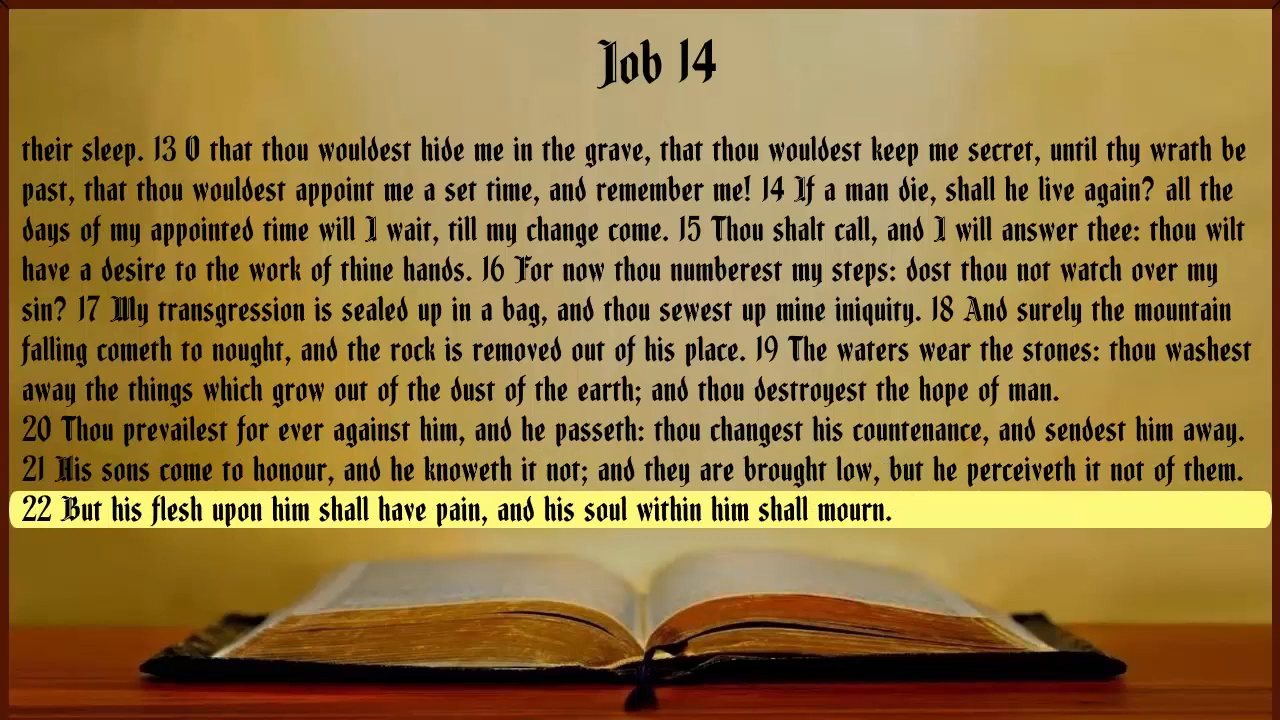 Job 14
their sleep. 13 O that thou wouldest hide me in the grave, that thou wouldest keep me secret, until thy wrath be
past, that thou wouldest appoint me a set time, and remember me! 14 If a man die, shall he live again? all the
days of my appointed time will I wait, till my change come. 15 Thou shalt call, and I will answer thee: thou wilt
have a desire to the work of thine hands. 16 For now thou numberest my steps: dost thou not watch over my
sin? 17 My transgression is sealed up in a bag, and thou sewest up mine iniquity. 18 And surely the mountain
falling cometh to nought, and the rock is removed out of his place. 19 The waters wear the stones: thou washest
away the things which grow out of the dust of the earth; and thou destroyest the hope of man.
20 Thou prevailest for ever against him, and he passeth: thou changest his countenance, and sendest him away.
21 His sons come to honour, and he knoweth it not; and they are brought low, but he perceiveth it not of them.
22 But his flesh upon him shall have pain, and his soul within him shall mourn.